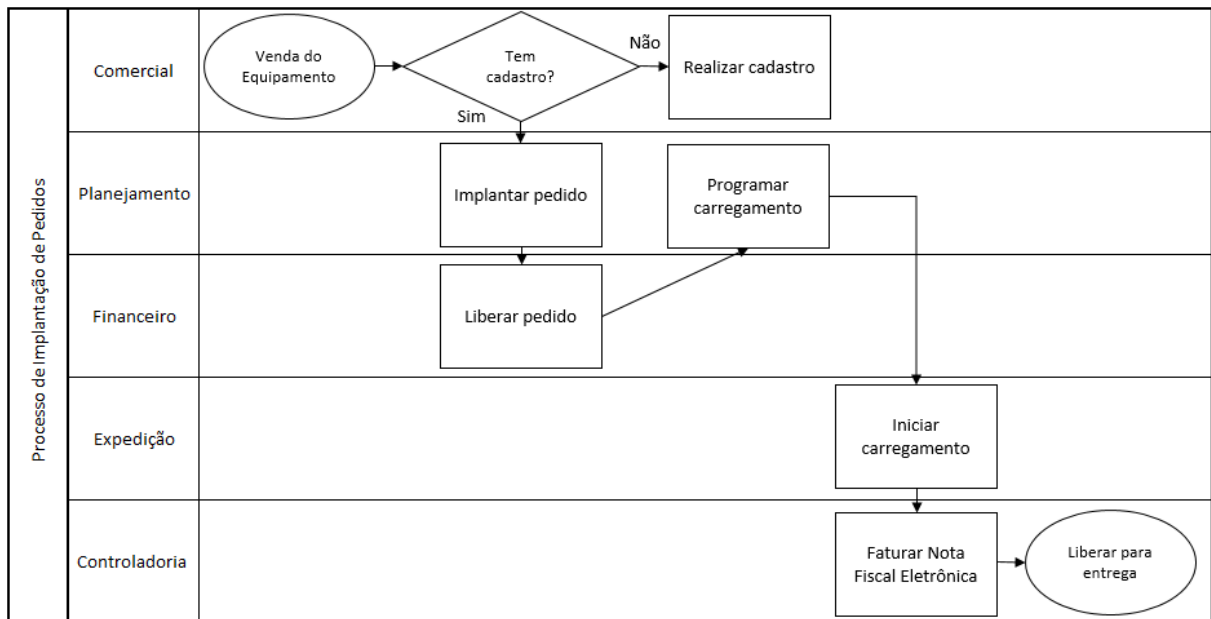 Processo de Implantação de Pedidos
Comercial
Venda do
Equipamento
Tem
cadastro?
Não
Realizar cadastro
Sim
Planejamento
Implantar pedido
Programar
carregamento
Financeiro
Liberar pedido
Expedição
Iniciar
carregamento
Controladoria
Faturar Nota
Fiscal Eletrônica
Liberar para
entrega